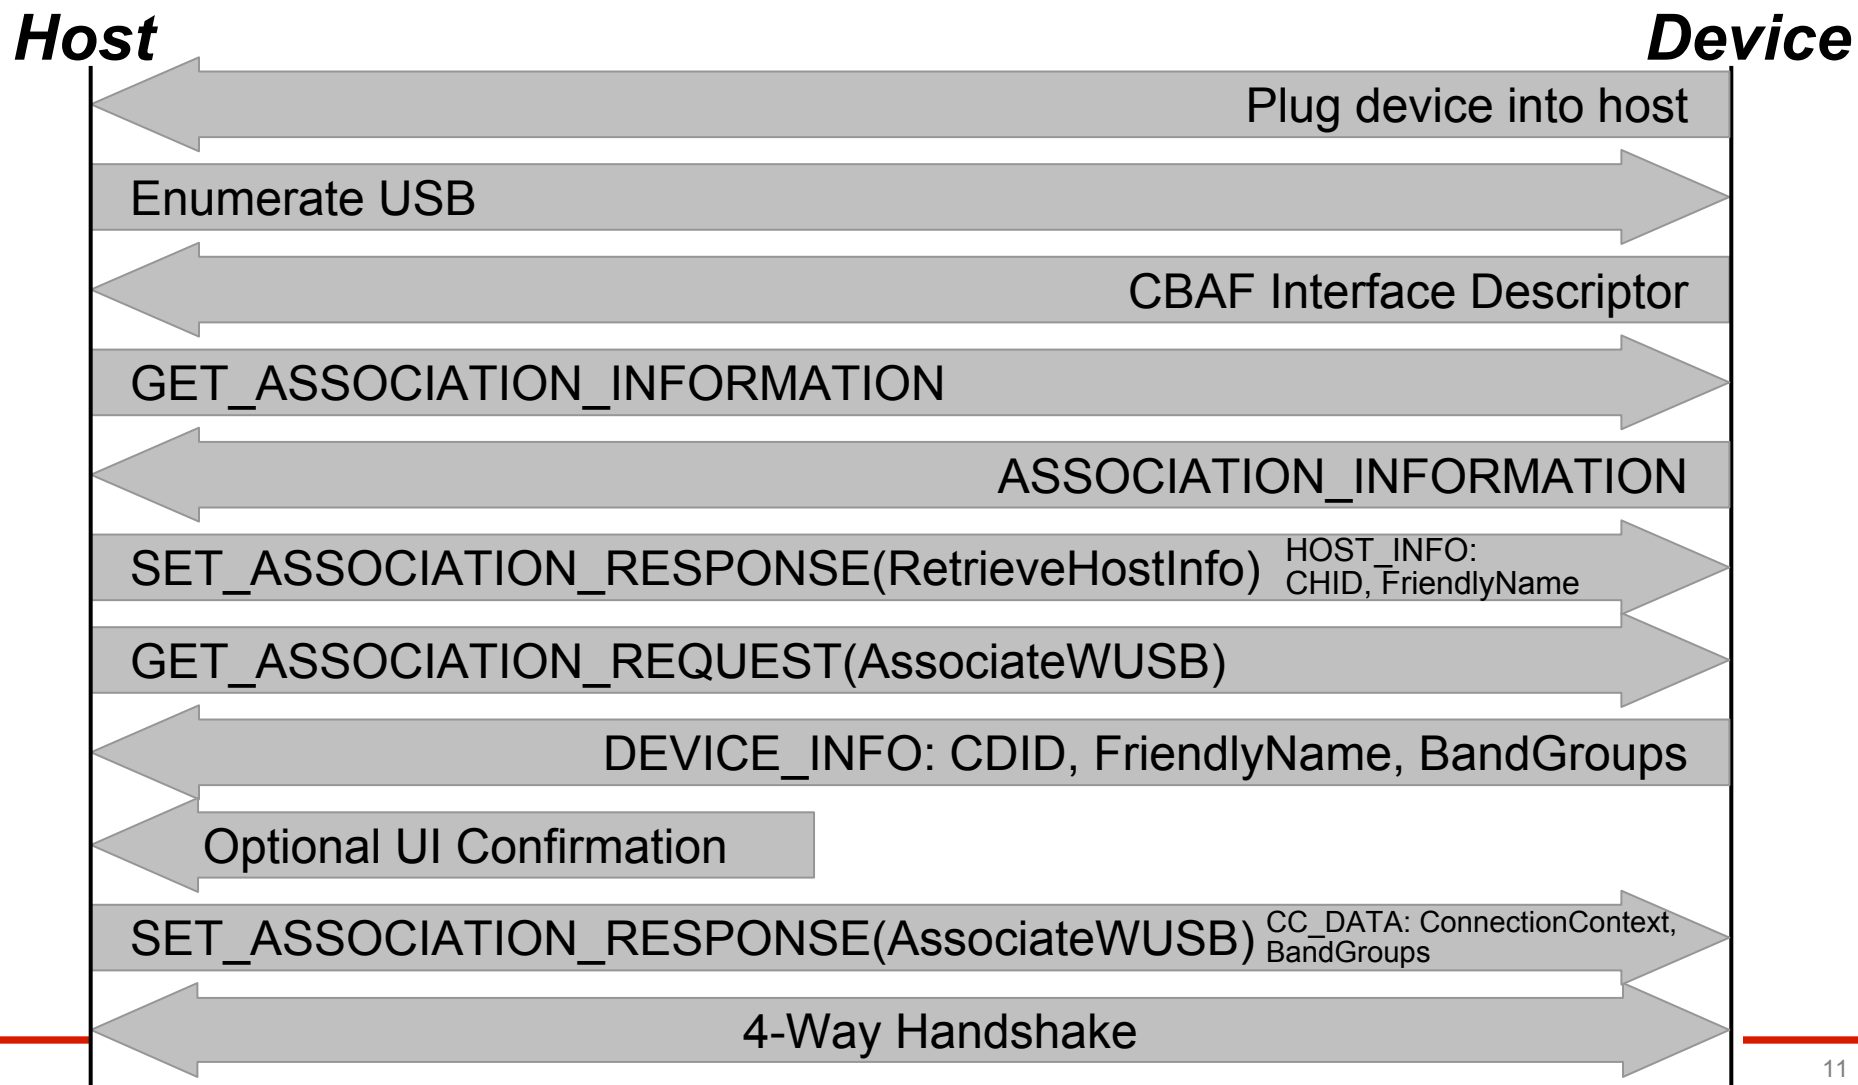 Host
Device
Plug device into host
Enumerate USB
CBAF Interface Descriptor
GET_ASSOCIATION_INFORMATION
ASSOCIATION_INFORMATION
SET_ASSOCIATION_RESPONSE(RetrieveHostInfo)
HOST_INFO:
CHID, FriendlyName
GET_ASSOCIATION_REQUEST(AssociateWUSB)
DEVICE_INFO: CDID, FriendlyName, BandGroups
Optional UI Confirmation
SET_ASSOCIATION_RESPONSE(AssociateWUSB)
CC_DATA: ConnectionContext,
BandGroups
4-Way Handshake
11